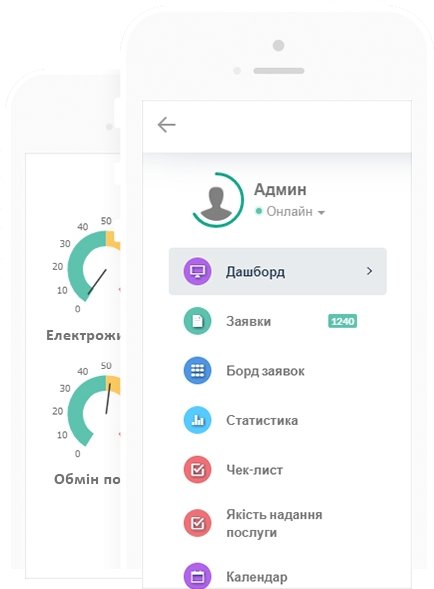 Админ
Онлайн
Дашборд
Заявки 1240
Борд заявок
Статистика
Чек-лист
Якість надання
послуги
Календар
50
40
30
20
10
0
Електрожи
50
40
30
20
10
0
Обмін по